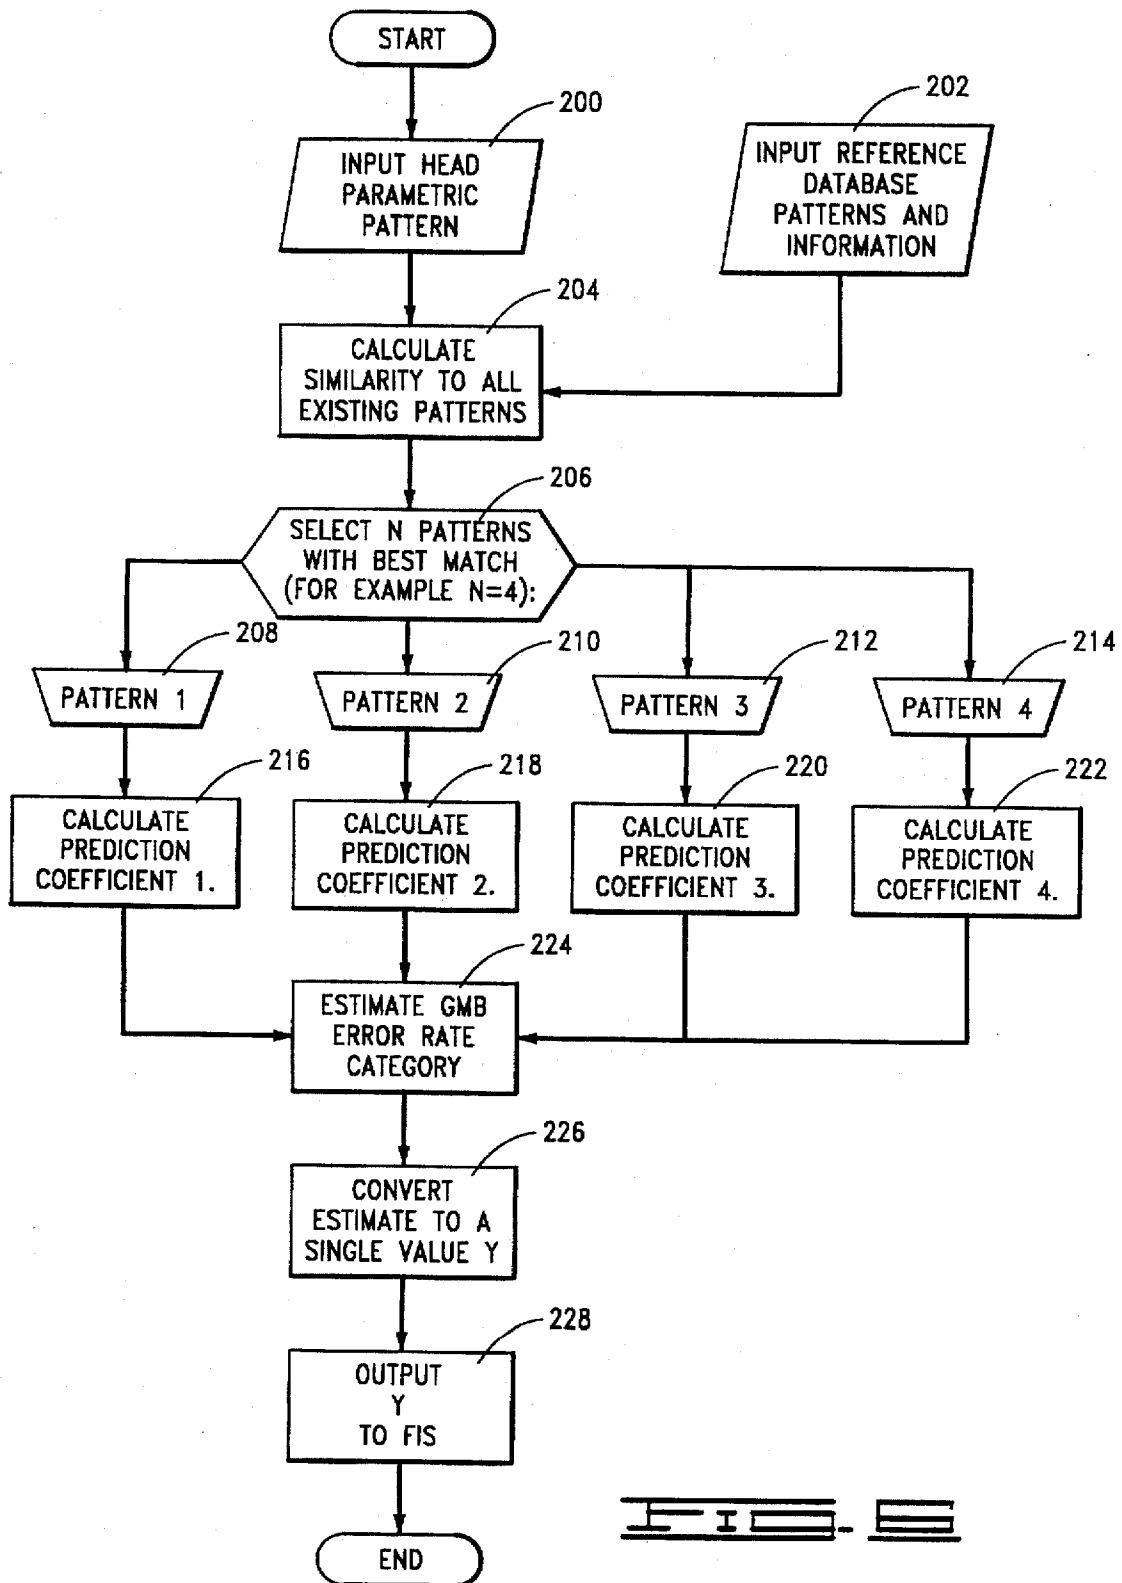 START
200
INPUT HEAD
PARAMETRIC
PATTERN
202
INPUT REFERENCE
DATABASE
PATTERNS AND
INFORMATION
204
CALCULATE
SIMILARITY TO ALL
EXISTING PATTERNS
206
SELECT N PATTERNS
WITH BEST MATCH
(FOR EXAMPLE N=4):
208
PATTERN 1
210
PATTERN 2
212
PATTERN 3
214
PATTERN 4
216
CALCULATE
PREDICTION
COEFFICIENT 1.
218
CALCULATE
PREDICTION
COEFFICIENT 2.
220
CALCULATE
PREDICTION
COEFFICIENT 3.
222
CALCULATE
PREDICTION
COEFFICIENT 4.
224
ESTIMATE GMB
ERROR RATE
CATEGORY
226
CONVERT
ESTIMATE TO A
SINGLE VALUE Y
228
OUTPUT
Y
TO FIS
END